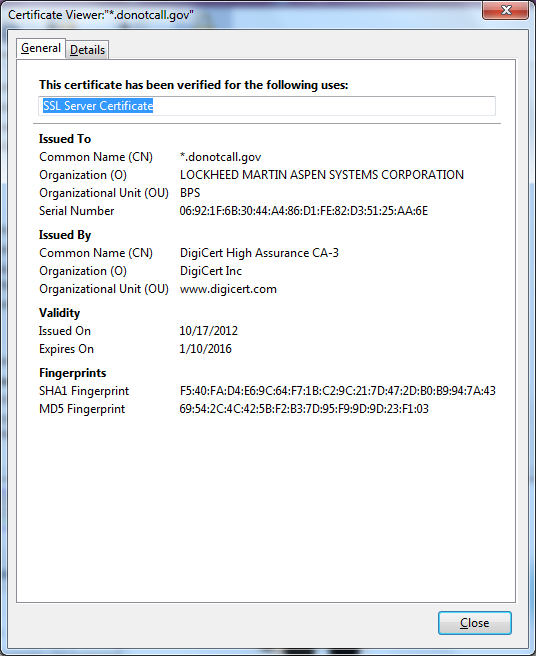 Certificate Viewer:"*.donotcall.gov"
General Details
This certificate has been verified for the following uses:
SSL Server Certificate
Issued To
Common Name (CN) *.donotcall.gov
Organization (O) LOCKHEED MARTIN ASPEN SYSTEMS CORPORATION
Organizational Unit (OU) BPS
Serial Number 06:92:1F:6B:30:44:A4:86:D1:FE:82:D3:51:25:AA:6E
Issued By
Common Name (CN) DigiCert High Assurance CA-3
Organization (O) DigiCert Inc
Organizational Unit (OU) www.digicert.com
Validity
Issued On 10/17/2012
Expires On 1/10/2016
Fingerprints
SHA1 Fingerprint F5:40:FA:D4:E6:9C:64:F7:1B:C2:9C:21:7D:47:2D:B0:B9:94:7A:43
MD5 Fingerprint 69:54:2C:4C:42:5B:F2:B3:7D:95:F9:9D:9D:23:F1:03
Close